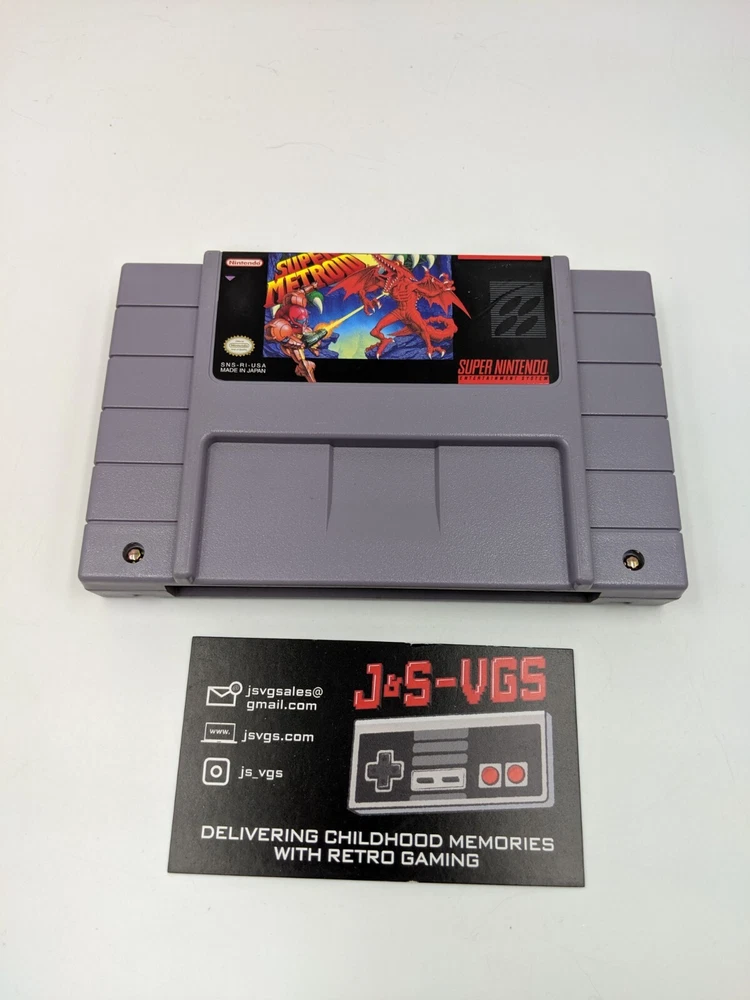 Nintendo
SUPER
METROID
SNS-RI-USA
MADE IN JAPAN
SUPER NINTENDO
ENTERTAINMENT SYSTEM
J&S-VGS
jsvgsales@
gmail.com
www.
jsvgs.com
js_vgs
DELIVERING CHILDHOOD MEMORIES
WITH RETRO GAMING